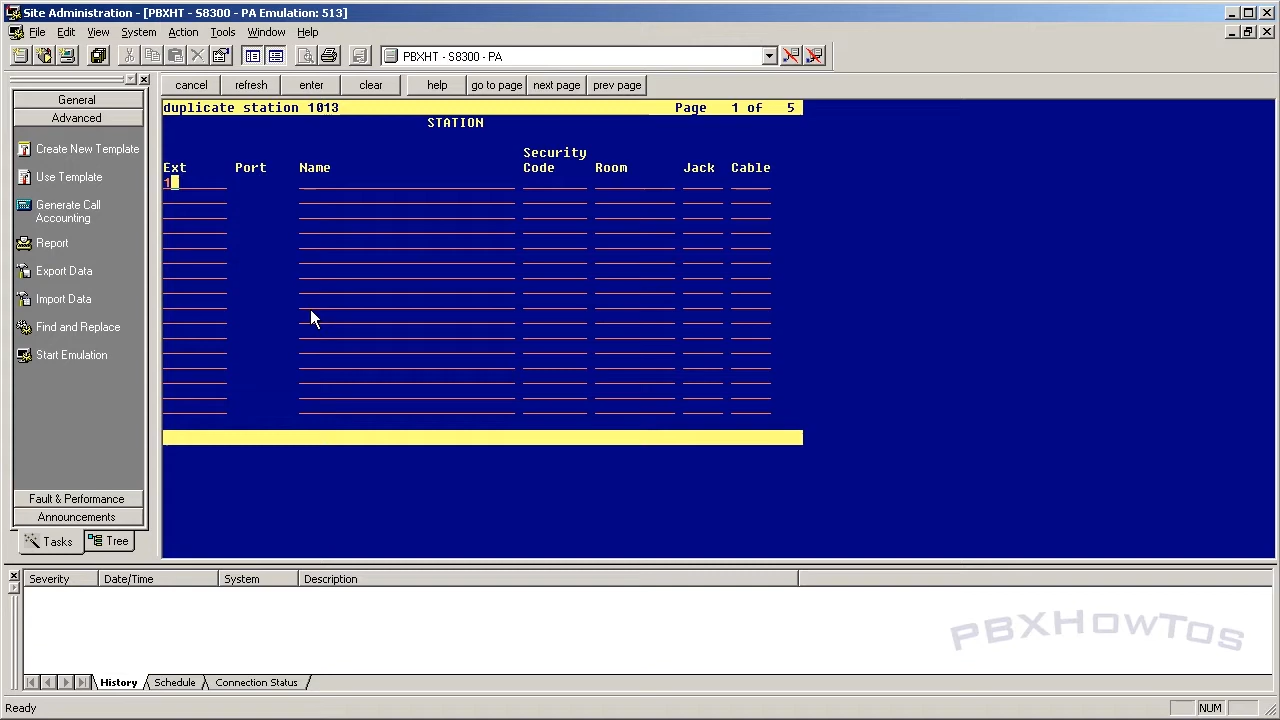 Site Administration - [PBXHT - S8300 - PA Emulation: 513]
File Edit View System Action Tools Window Help
PBXHT - S8300 - PA
cancel refresh enter clear help go to page next page prev page
General
Advanced
Create New Template
Use Template
Generate Call
Accounting
Report
Export Data
Import Data
Find and Replace
Start Emulation
Fault & Performance
Announcements
Tasks Tree
duplicate station 1013 Page 1 of 5
STATION
Security
Ext Port Name Code Room Jack Cable
1
Severity Date/Time System Description
PBXHowTos
History Schedule Connection Status
Ready NUM